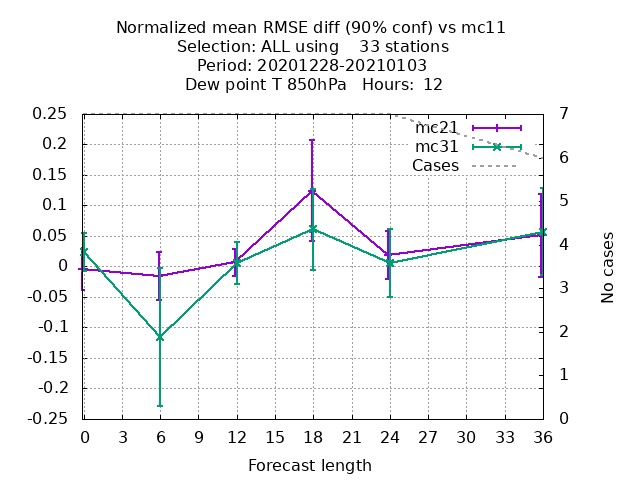 Normalized mean RMSE diff (90% conf) vs mc11
Selection: ALL using    33 stations
Period: 20201228-20210103
Dew point T 850hPa   Hours:  12
mc21
mc31
Cases
0.25
0.2
0.15
0.1
0.05
0
-0.05
-0.1
-0.15
-0.2
-0.25
7
6
5
4
3
2
1
0
No cases
0 3 6 9 12 15 18 21 24 27 30 33 36
Forecast length